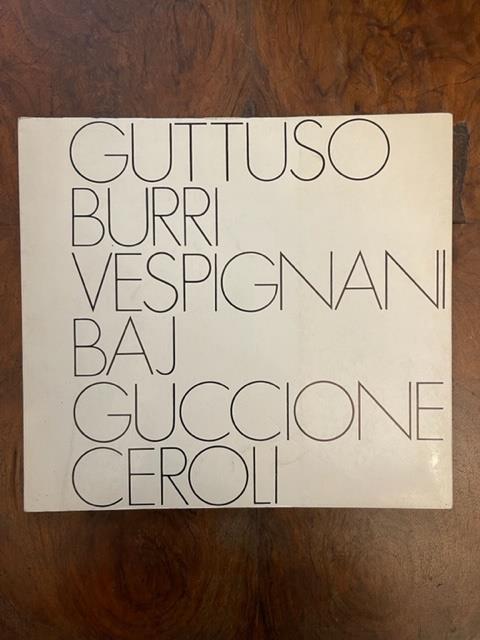 GUTTUSO
BURRI
VESPIGNANI
BAJ
GUCCIONE
CEROLI